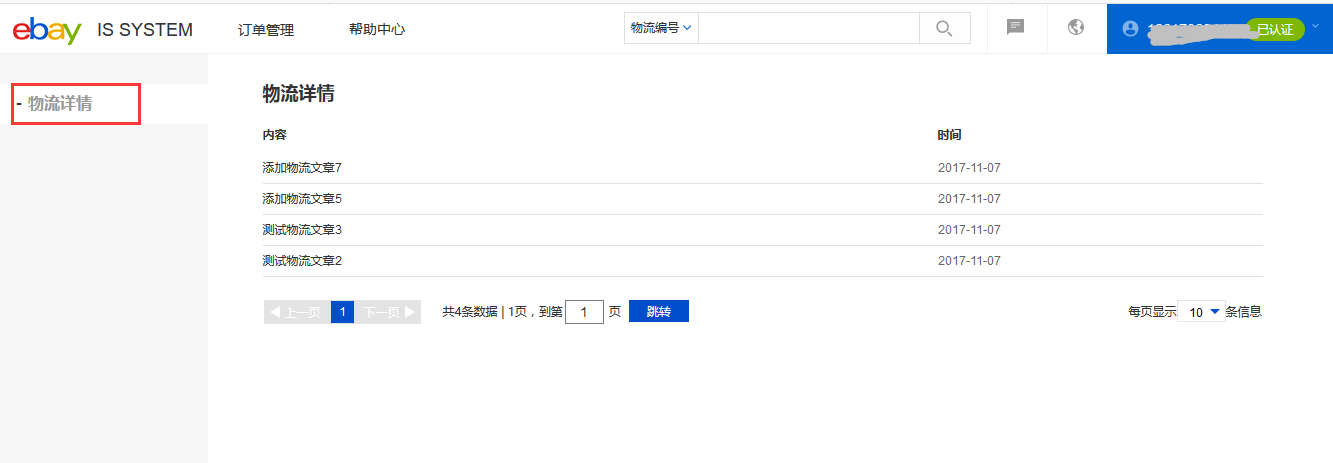 ebay IS SYSTEM 订单管理 帮助中心 物流编号 已认证
- 物流详情
物流详情
内容 时间
添加物流文章7 2017-11-07
添加物流文章5 2017-11-07
测试物流文章3 2017-11-07
测试物流文章2 2017-11-07
上一页 1 下一页 共4条数据 | 1页，到第 1 页 跳转 每页显示 10 条信息